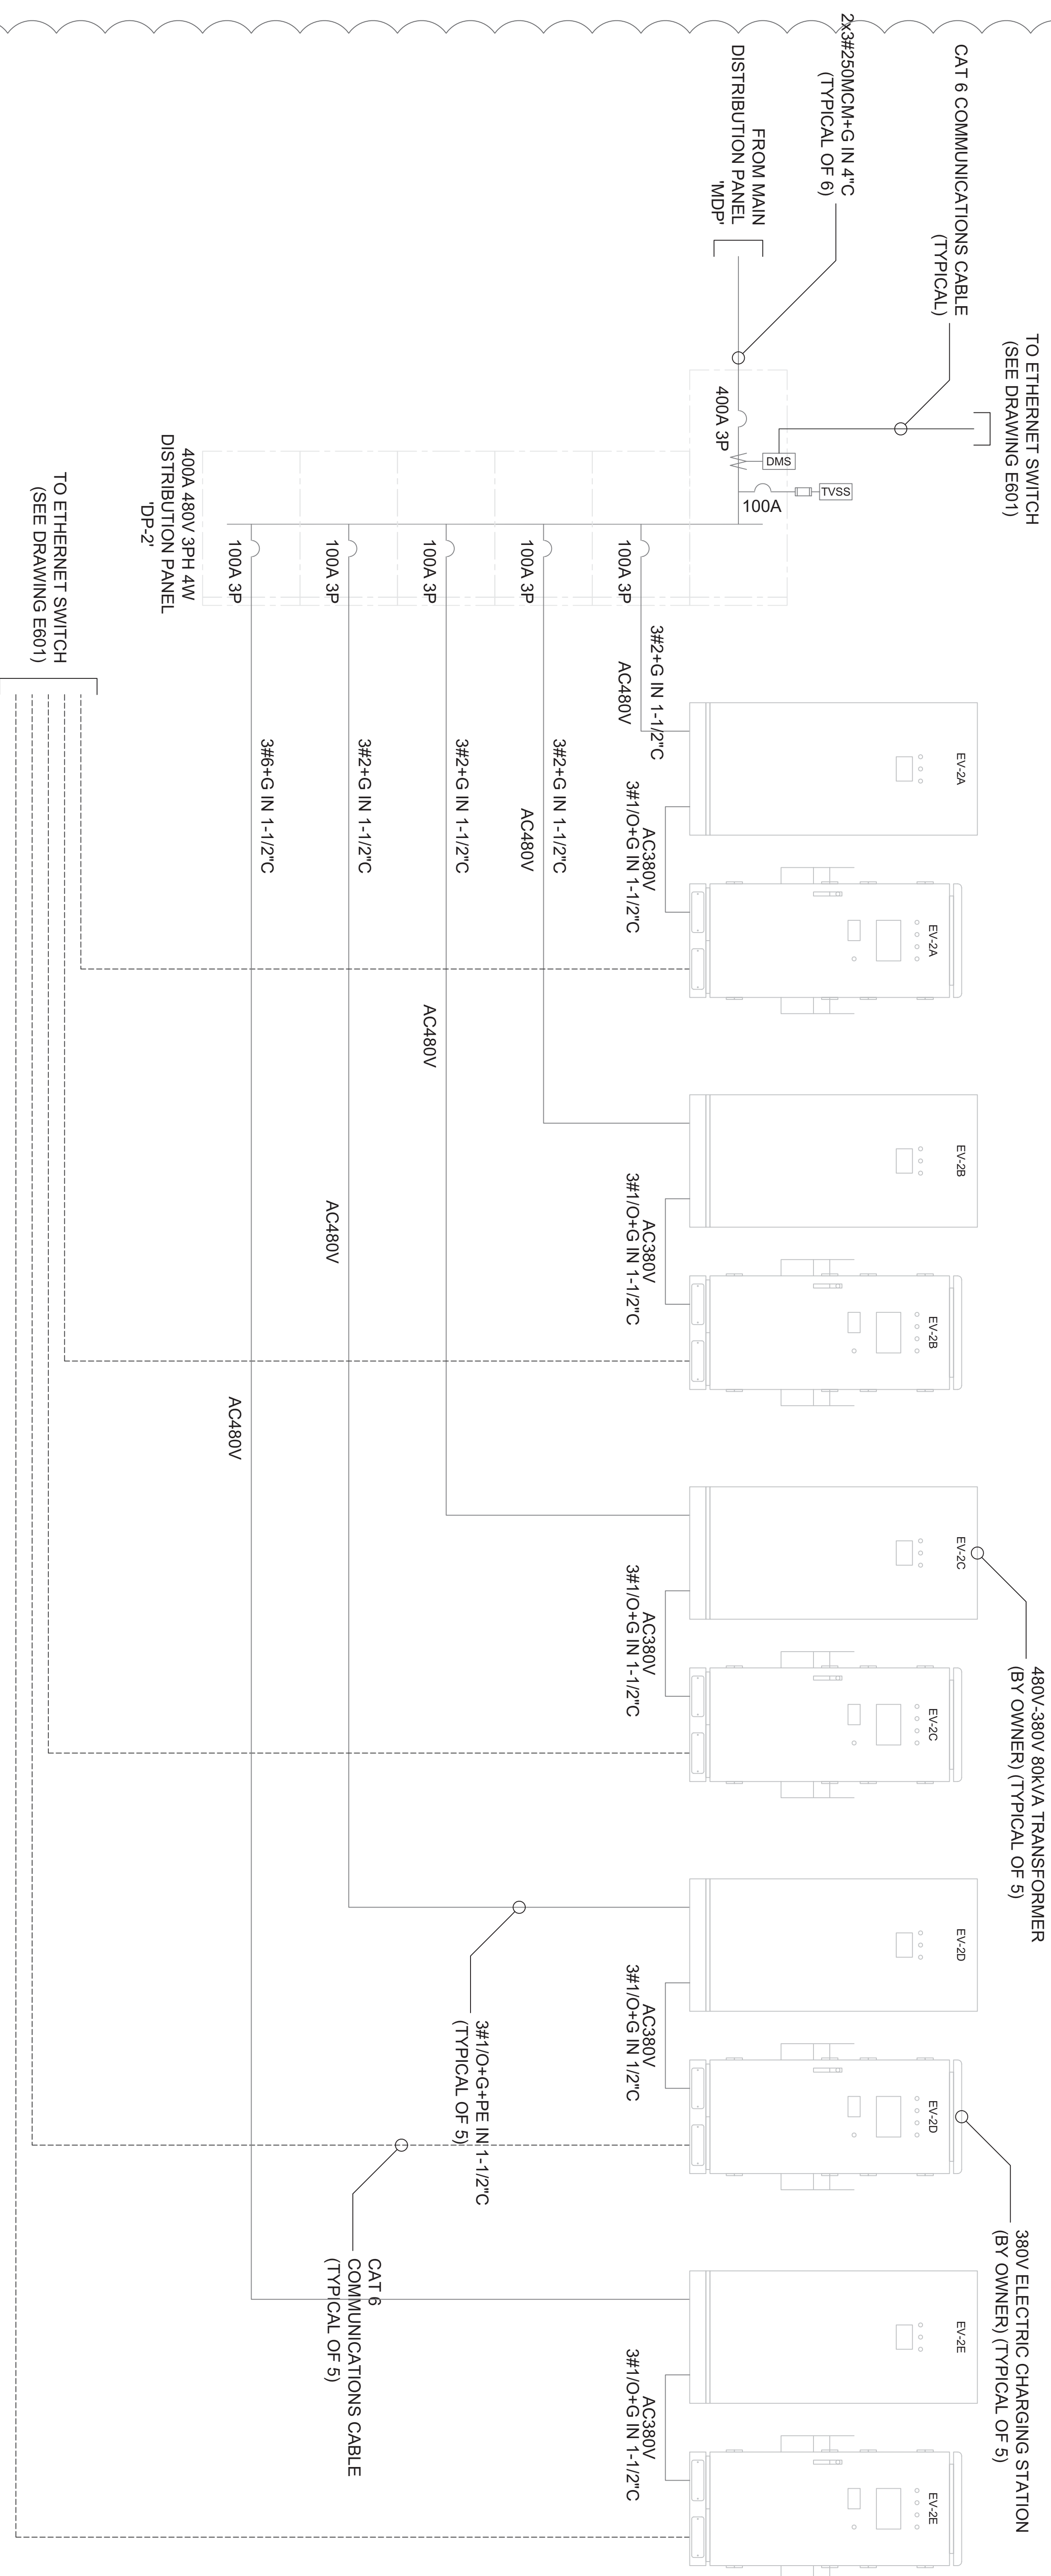 TO ETHERNET SWITCH
(SEE DRAWING E601)
CAT 6 COMMUNICATIONS CABLE
(TYPICAL)
2x3#250MCM+G IN 4"C
(TYPICAL OF 6)
FROM MAIN
DISTRIBUTION PANEL
'MDP'
400A 3P
DMS
TVSS
100A
400A 480V 3PH 4W
DISTRIBUTION PANEL
'DP-2'
100A 3P
100A 3P
100A 3P
100A 3P
100A 3P
TO ETHERNET SWITCH
(SEE DRAWING E601)
3#2+G IN 1-1/2"C
AC480V
3#2+G IN 1-1/2"C
AC480V
3#2+G IN 1-1/2"C
AC480V
3#2+G IN 1-1/2"C
AC480V
3#6+G IN 1-1/2"C
AC480V
EV-2A
AC380V
3#1/O+G IN 1-1/2"C
EV-2A
EV-2B
AC380V
3#1/O+G IN 1-1/2"C
EV-2B
480V-380V 80kVA TRANSFORMER
(BY OWNER) (TYPICAL OF 5)
EV-2C
AC380V
3#1/O+G IN 1-1/2"C
EV-2C
EV-2D
AC380V
3#1/O+G IN 1/2"C
EV-2D
3#1/O+G+PE IN 1-1/2"C
(TYPICAL OF 5)
380V ELECTRIC CHARGING STATION
(BY OWNER) (TYPICAL OF 5)
CAT 6
COMMUNICATIONS CABLE
(TYPICAL OF 5)
EV-2E
AC380V
3#1/O+G IN 1-1/2"C
EV-2E